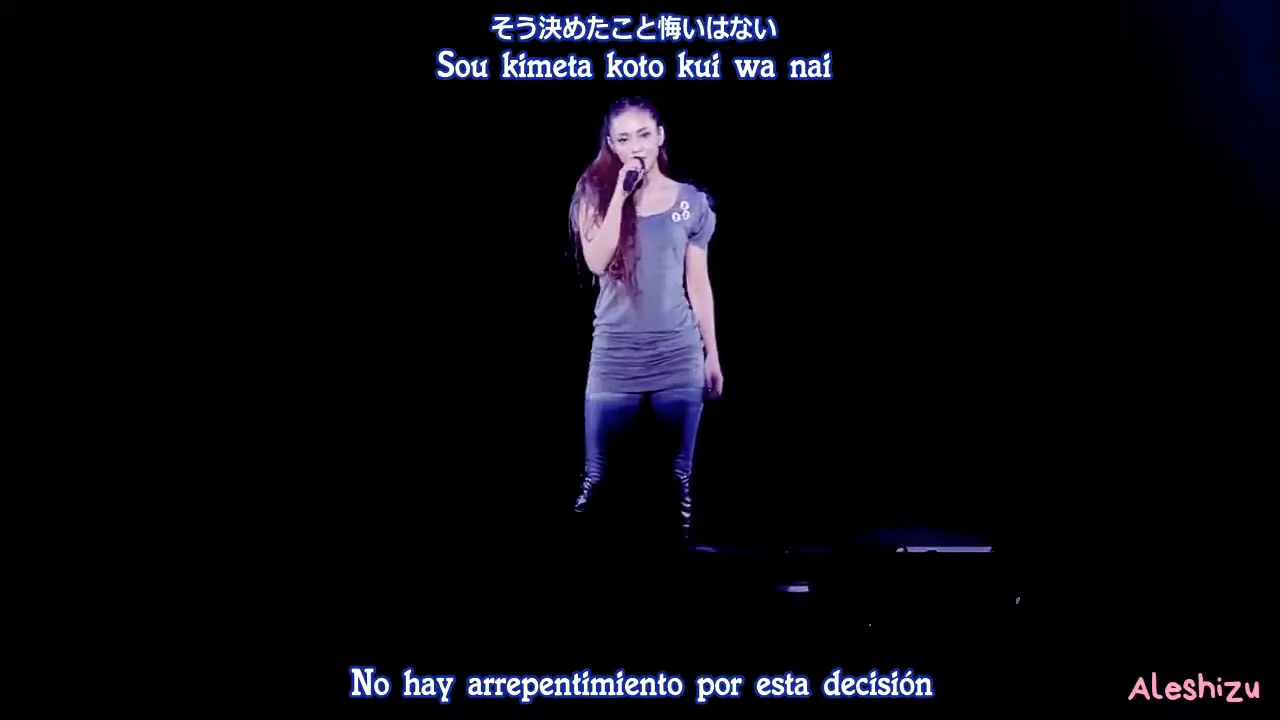 そう決めたこと悔いはない
Sou kimeta koto kui wa nai
No hay arrepentimiento por esta decisión
Aleshizu